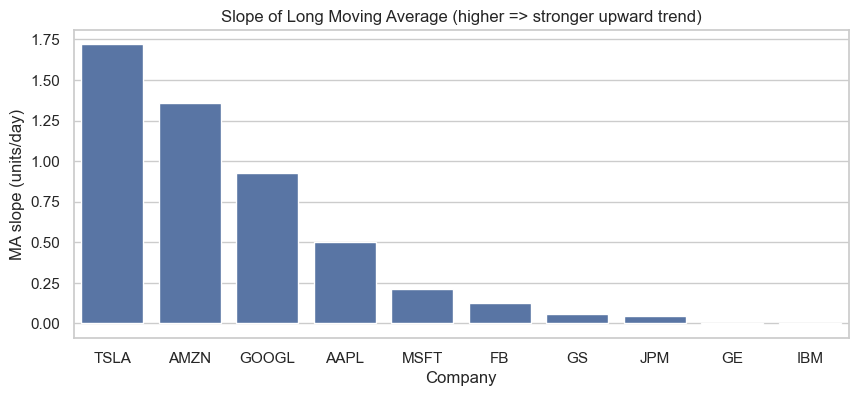 Slope of Long Moving Average (higher => stronger upward trend)
MA slope (units/day)
1.75
1.50
1.25
1.00
0.75
0.50
0.25
0.00
TSLA AMZN GOOGL AAPL MSFT FB GS JPM GE IBM
Company